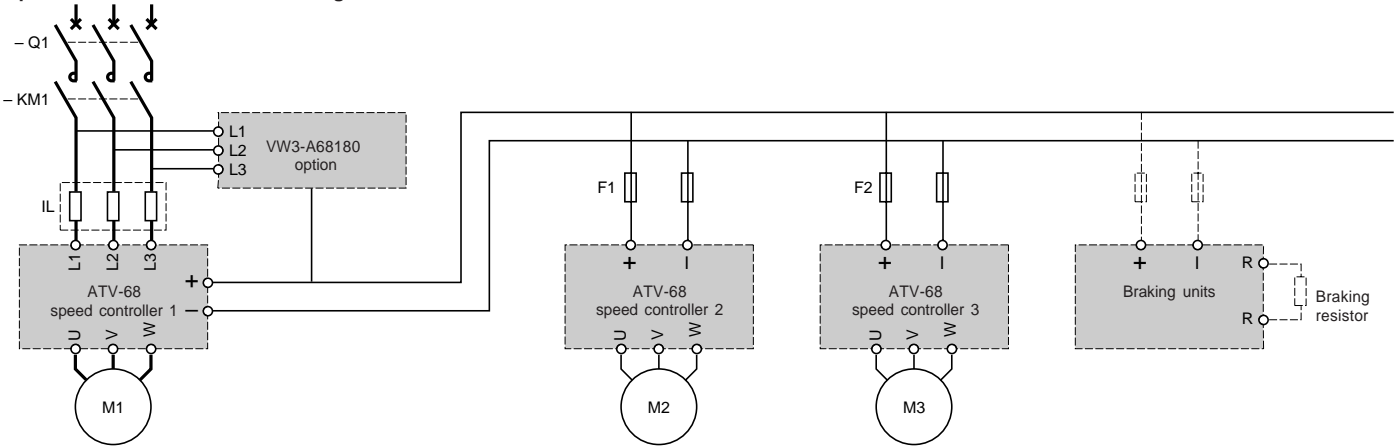 – Q1
– KM1
L1
L2
L3
VW3-A68180
option
IL
F1
F2
L1
L2
L3
+
–
ATV-68
speed controller 1
U
V
W
M1
+
–
ATV-68
speed controller 2
U
V
W
M2
+
–
ATV-68
speed controller 3
U
V
W
M3
+
–
Braking units
R
R
Braking
resistor